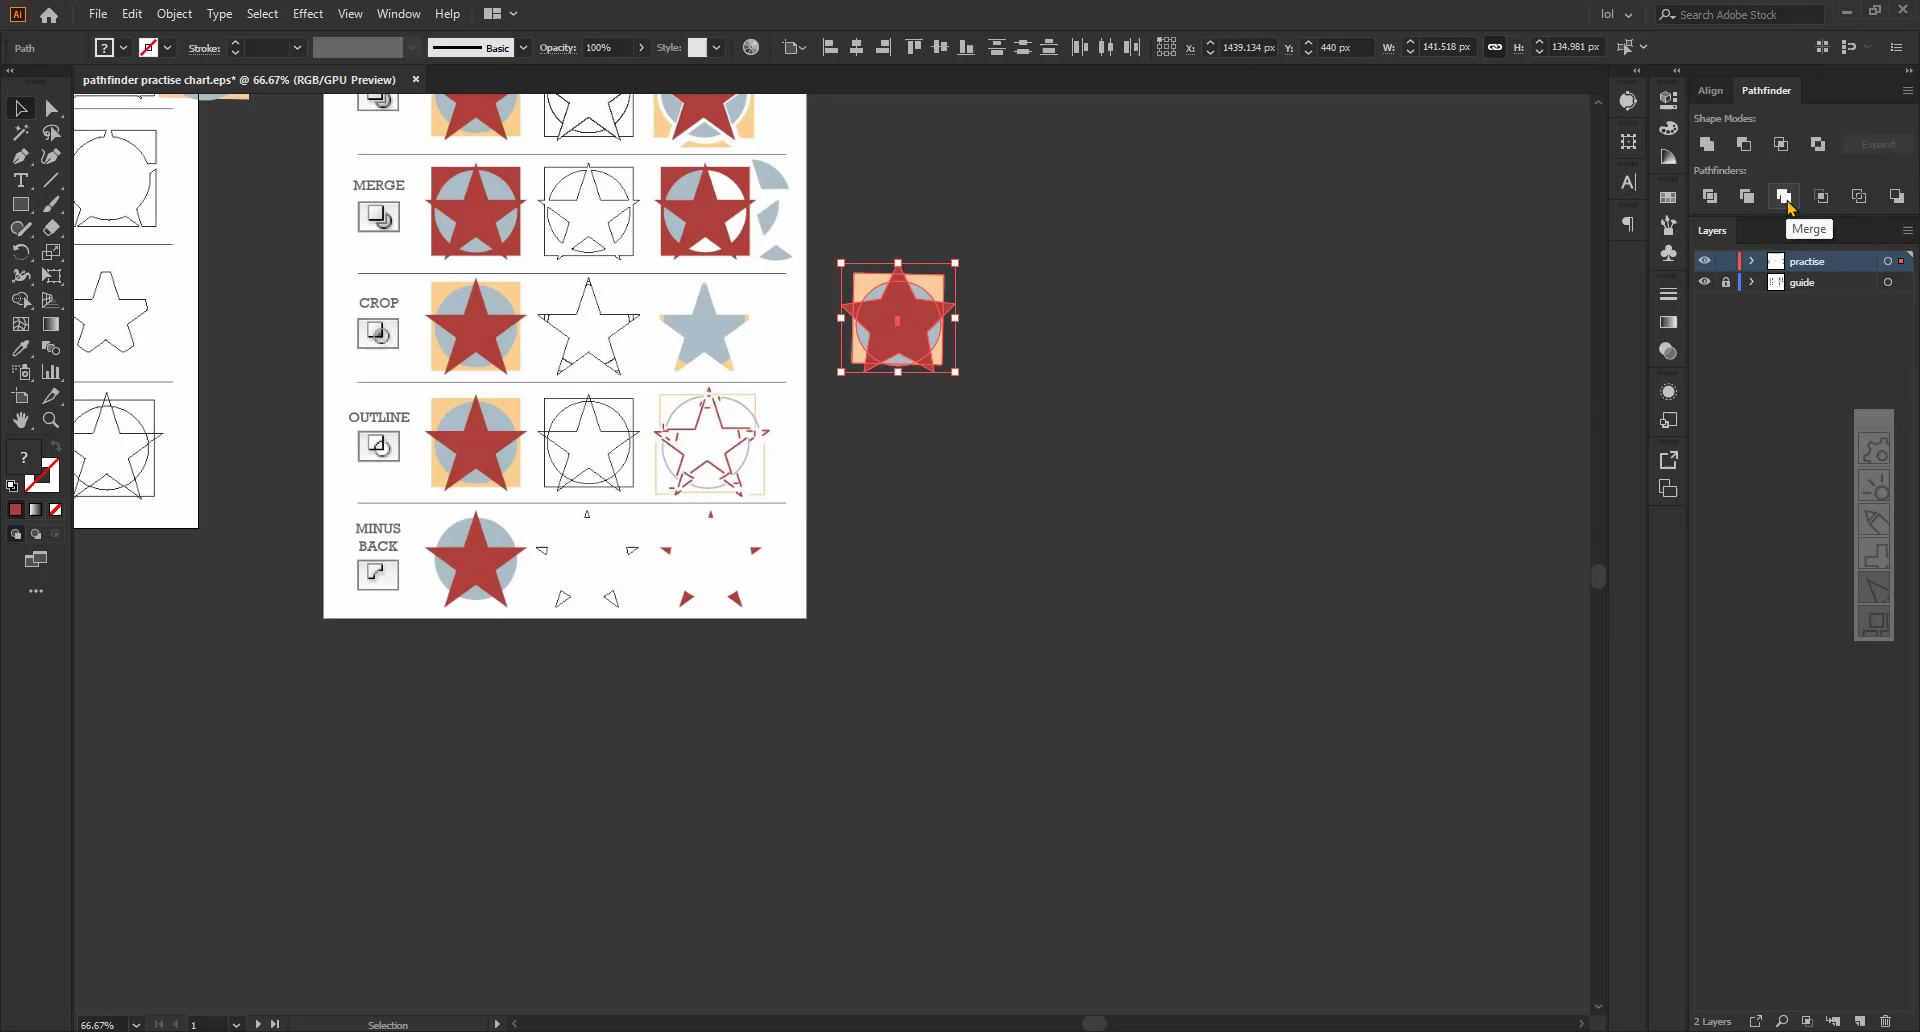 File Edit Object Type Select Effect View Window Help
lol
Search Adobe Stock
Path
Stroke:
Basic
Opacity: 100%
Style:
X: 1439.134 px
Y: 440 px
W: 141.518 px
H: 134.981 px
pathfinder practise chart.eps* @ 66.67% (RGB/GPU Preview)
Align Pathfinder
Shape Modes:
Expand
Pathfinders:
Merge
Layers
practise
guide
MERGE
CROP
OUTLINE
MINUS
BACK
66.67%
1
Selection
2 Layers